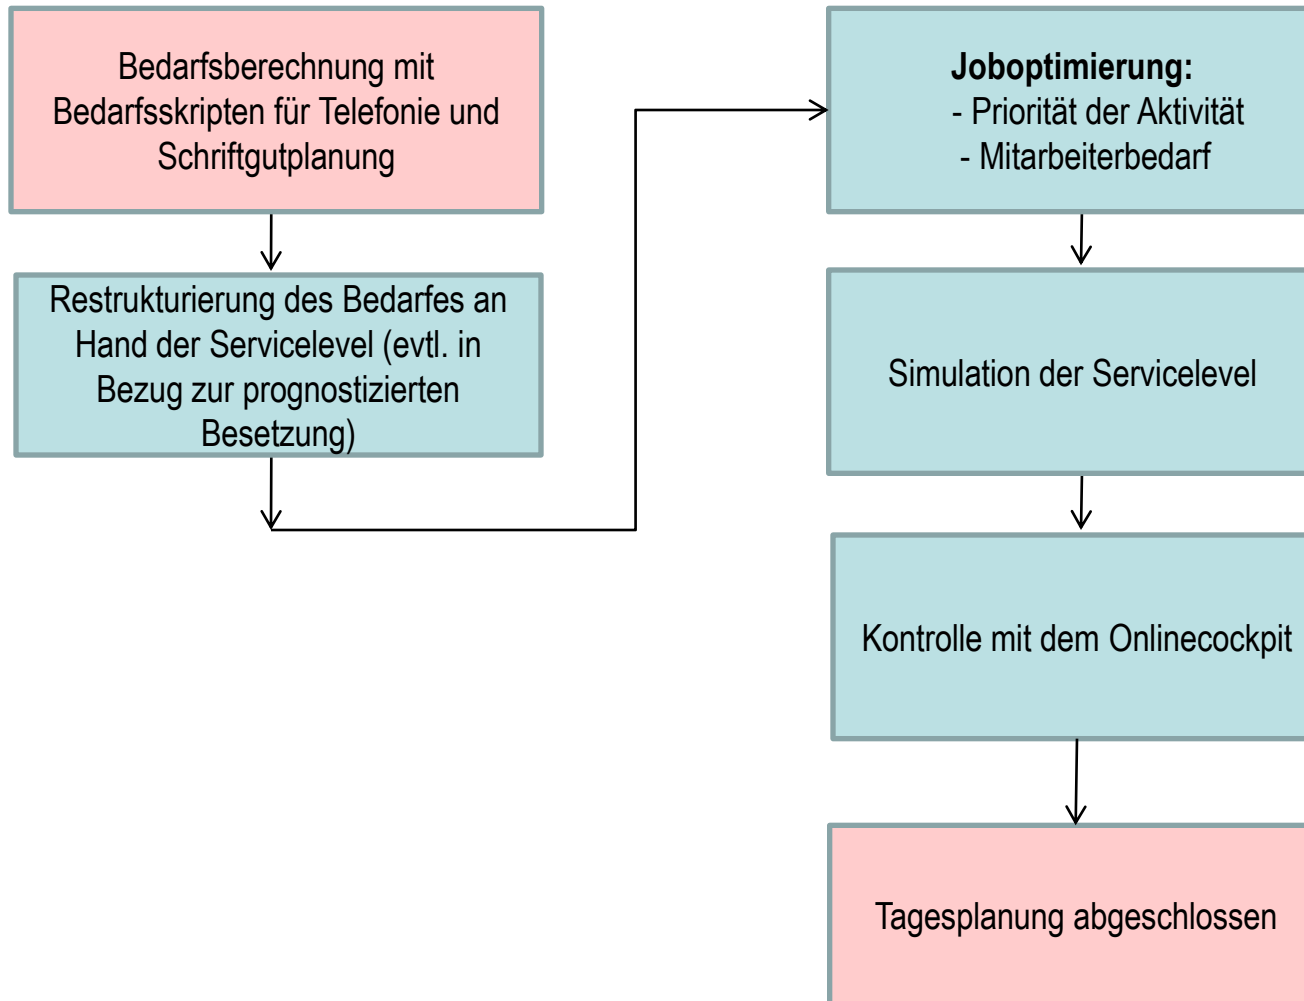 Bedarfsberechnung mit
Bedarfsskripten für Telefonie und
Schriftgutplanung
Restrukturierung des Bedarfes an
Hand der Servicelevel (evtl. in
Bezug zur prognostizierten
Besetzung)
Joboptimierung:
- Priorität der Aktivität
- Mitarbeiterbedarf
Simulation der Servicelevel
Kontrolle mit dem Onlinecockpit
Tagesplanung abgeschlossen